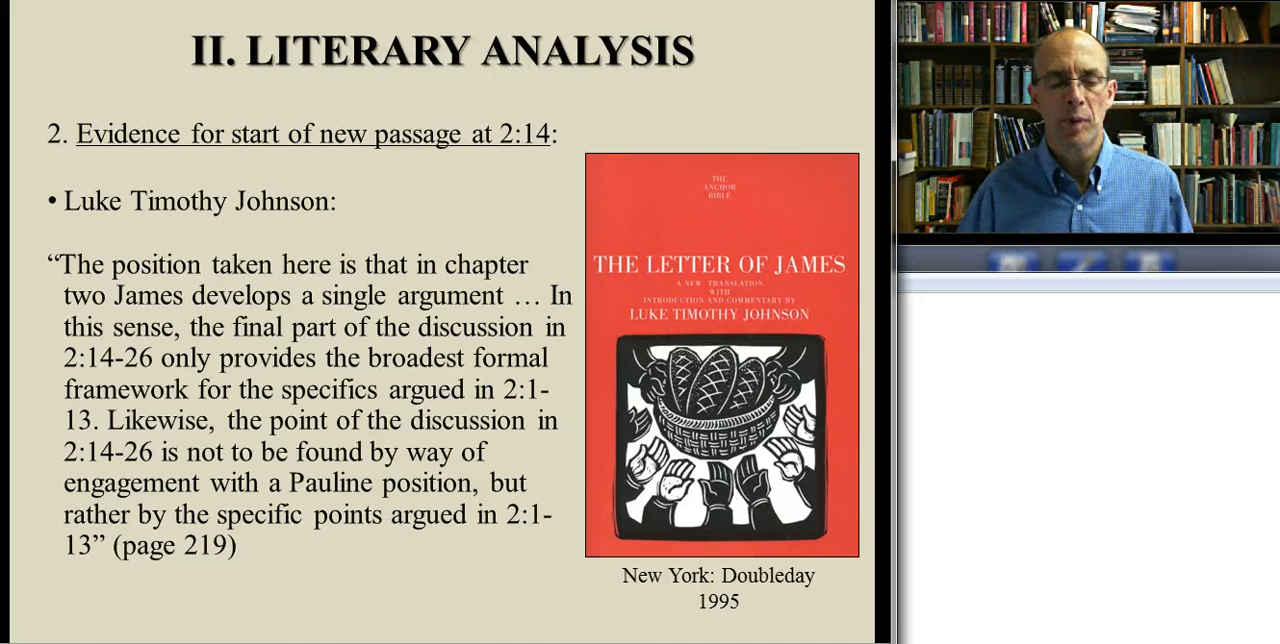 II. LITERARY ANALYSIS
2. Evidence for start of new passage at 2:14:
• Luke Timothy Johnson:
“The position taken here is that in chapter
two James develops a single argument … In
this sense, the final part of the discussion in
2:14-26 only provides the broadest formal
framework for the specifics argued in 2:1-
13. Likewise, the point of the discussion in
2:14-26 is not to be found by way of
engagement with a Pauline position, but
rather by the specific points argued in 2:1-
13” (page 219)
THE
ANCHOR
BIBLE
THE LETTER OF JAMES
A NEW TRANSLATION
WITH
INTRODUCTION AND COMMENTARY BY
LUKE TIMOTHY JOHNSON
New York: Doubleday
1995